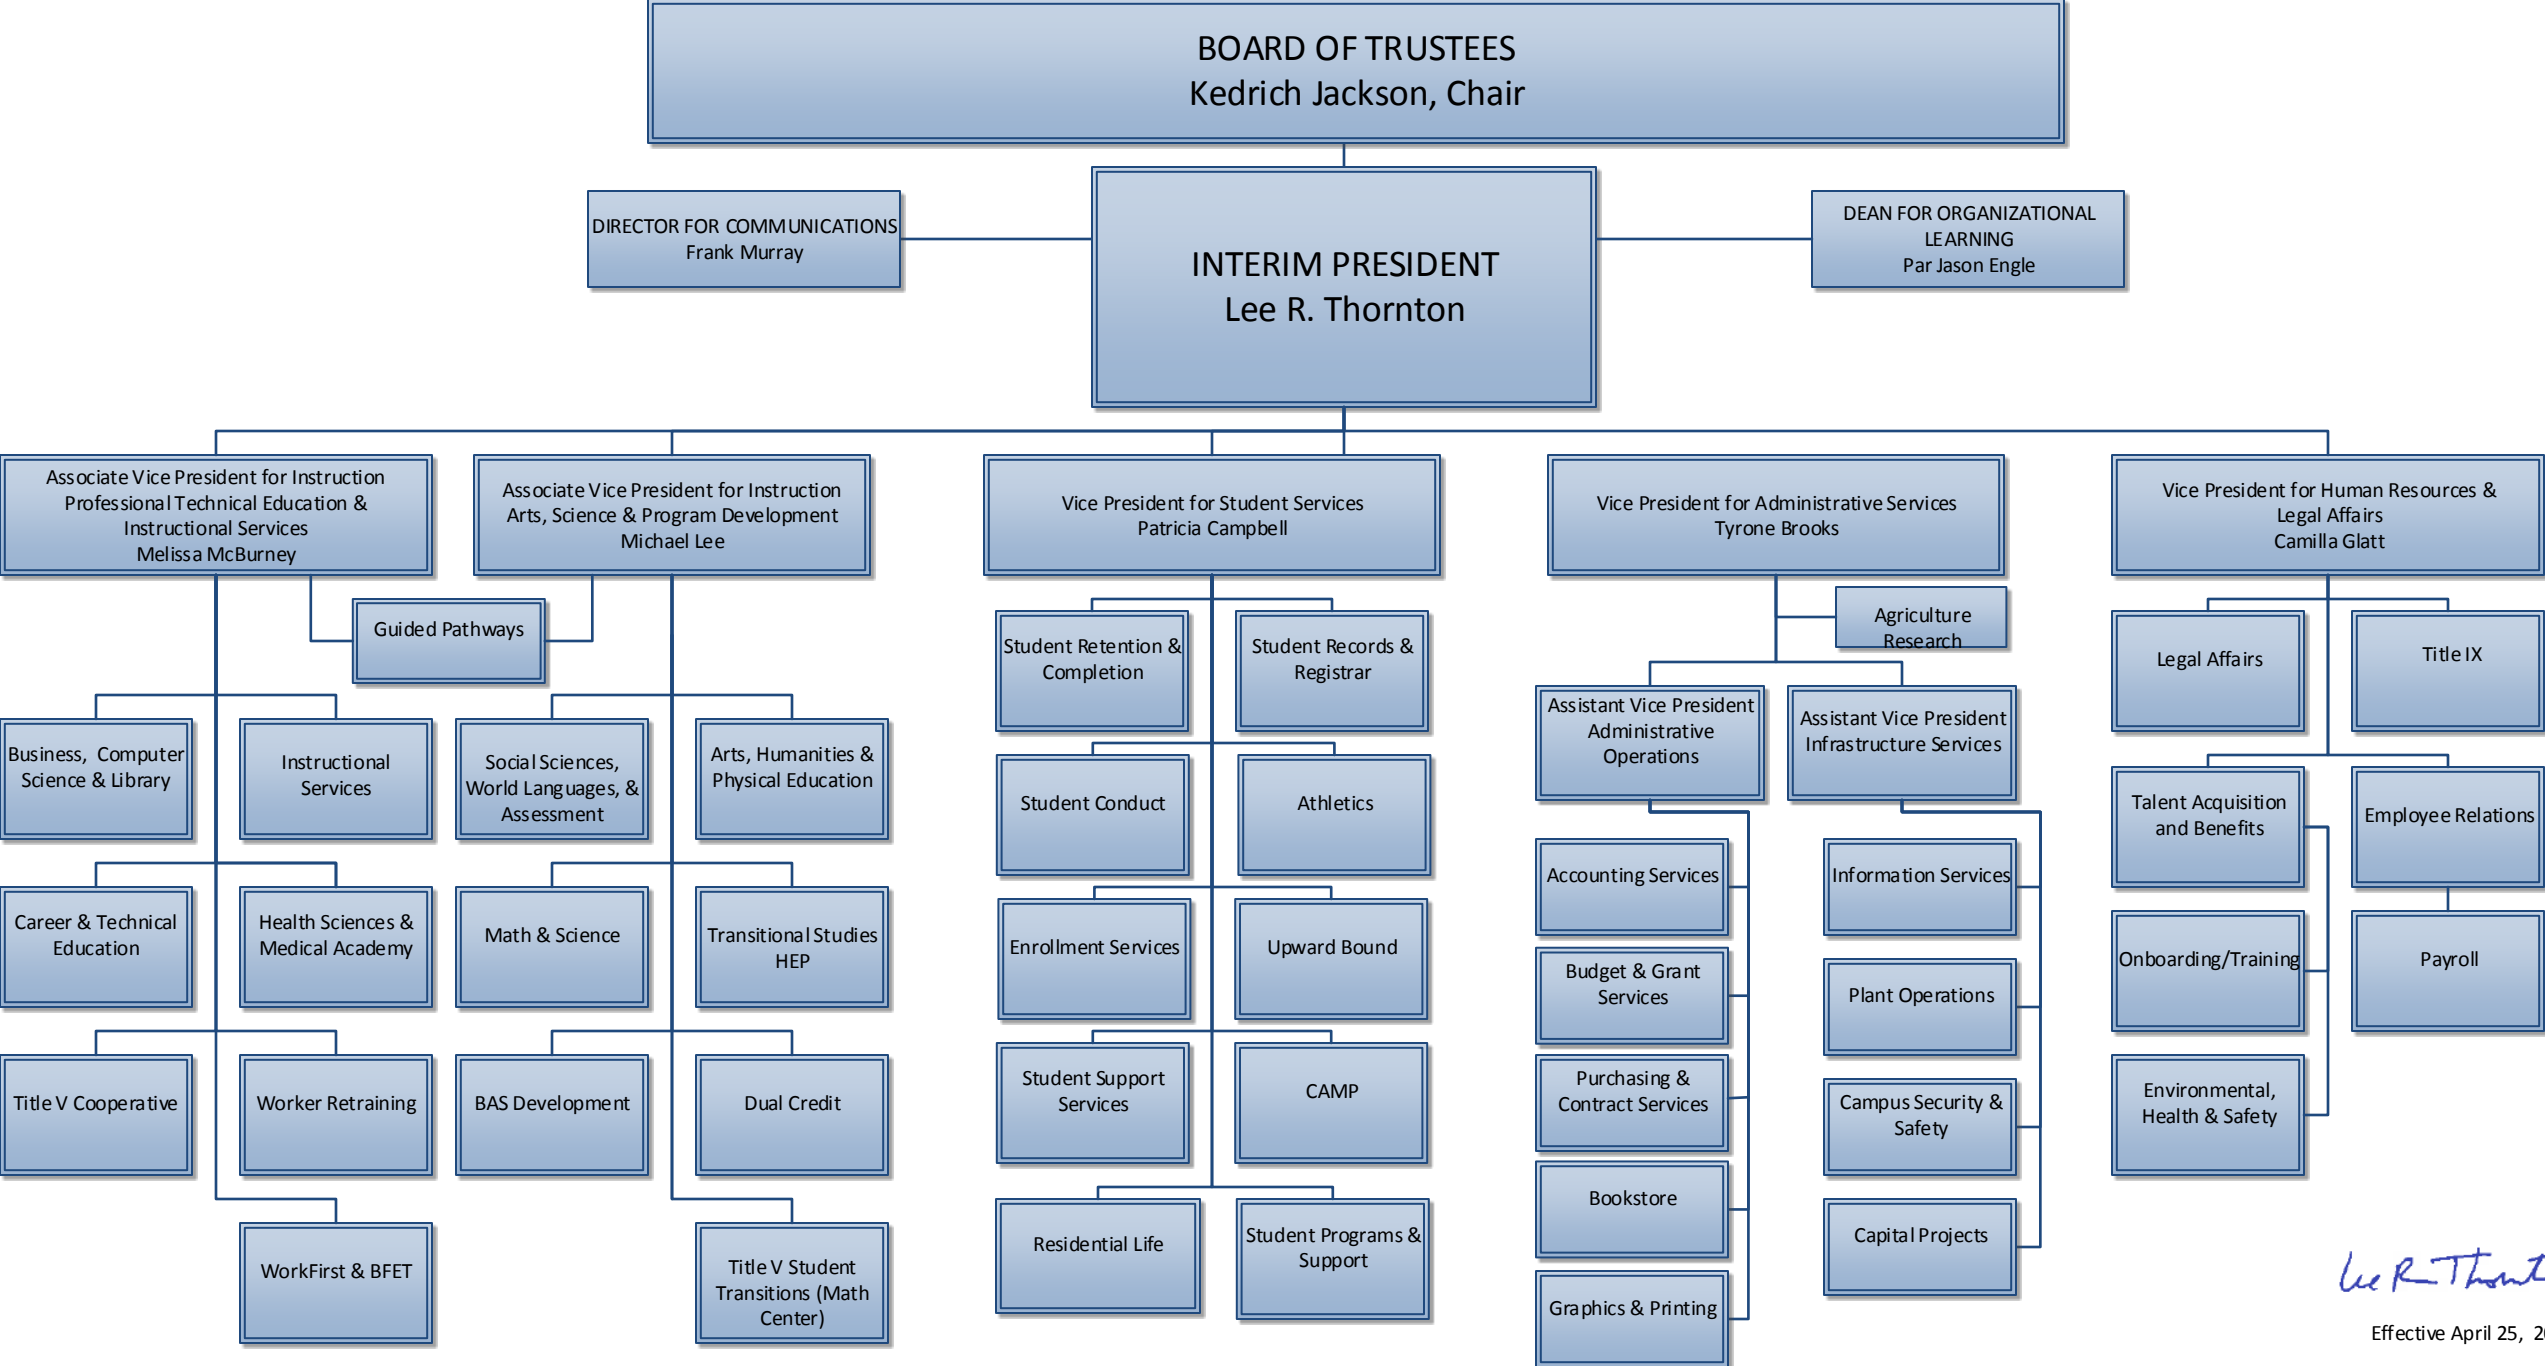 BOARD OF TRUSTEES
Kedrich Jackson, Chair
DIRECTOR FOR COMMUNICATIONS
Frank Murray
INTERIM PRESIDENT
Lee R. Thornton
DEAN FOR ORGANIZATIONAL
LEARNING
Par Jason Engle
Associate Vice President for Instruction
Professional Technical Education &
Instructional Services
Melissa McBurney
Associate Vice President for Instruction
Arts, Science & Program Development
Michael Lee
Vice President for Student Services
Patricia Campbell
Vice President for Administrative Services
Tyrone Brooks
Vice President for Human Resources &
Legal Affairs
Camilla Glatt
Guided Pathways
Business, Computer
Science & Library
Instructional
Services
Career & Technical
Education
Health Sciences &
Medical Academy
Title V Cooperative
Worker Retraining
WorkFirst & BFET
Social Sciences,
World Languages, &
Assessment
Arts, Humanities &
Physical Education
Math & Science
Transitional Studies
HEP
BAS Development
Dual Credit
Title V Student
Transitions (Math
Center)
Student Retention &
Completion
Student Records &
Registrar
Student Conduct
Athletics
Enrollment Services
Upward Bound
Student Support
Services
CAMP
Residential Life
Student Programs &
Support
Agriculture
Research
Assistant Vice President
Administrative
Operations
Assistant Vice President
Infrastructure Services
Accounting Services
Budget & Grant
Services
Purchasing &
Contract Services
Bookstore
Graphics & Printing
Information Services
Plant Operations
Campus Security &
Safety
Capital Projects
Legal Affairs
Title IX
Talent Acquisition
and Benefits
Employee Relations
Onboarding/Training
Payroll
Environmental,
Health & Safety
Lee R Thornt
Effective April 25, 2